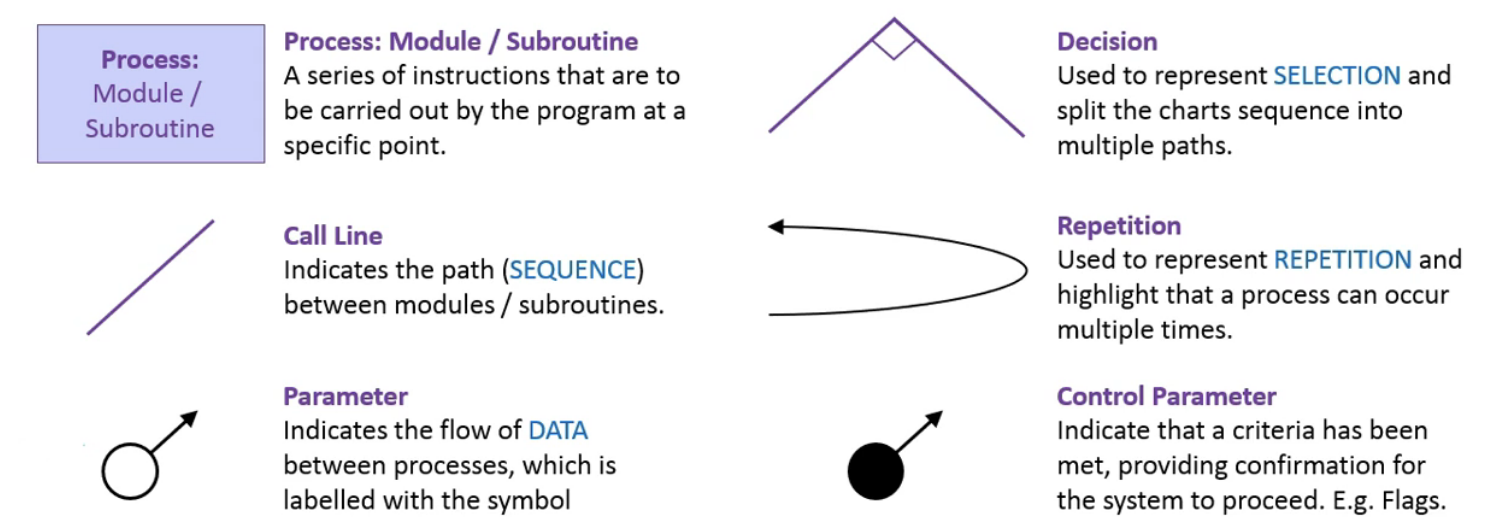 Process:
Module /
Subroutine
Process: Module / Subroutine
A series of instructions that are to
be carried out by the program at a
specific point.
Decision
Used to represent SELECTION and
split the charts sequence into
multiple paths.
Call Line
Indicates the path (SEQUENCE)
between modules / subroutines.
Repetition
Used to represent REPETITION and
highlight that a process can occur
multiple times.
Parameter
Indicates the flow of DATA
between processes, which is
labelled with the symbol
Control Parameter
Indicate that a criteria has been
met, providing confirmation for
the system to proceed. E.g. Flags.